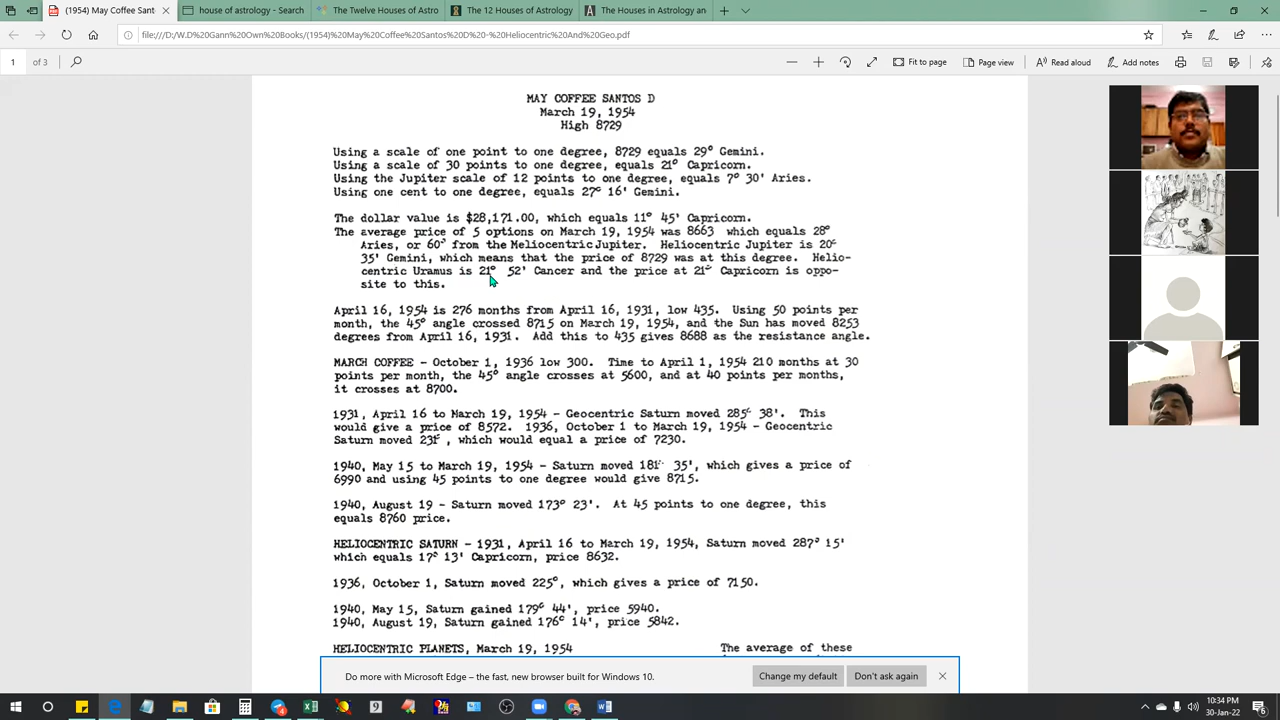 (1954) May Coffee Sant
house of astrology - Search
The Twelve Houses of Astro
The 12 Houses of Astrology
The Houses in Astrology an
file:///D:/W.D%20Gann%20Own%20Books/(1954)%20May%20Coffee%20Santos%20D%20-%20Heliocentric%20And%20Geo.pdf
1 of 3
Fit to page
Page view
Read aloud
Add notes
MAY COFFEE SANTOS D
March 19, 1954
High 8729
Using a scale of one point to one degree, 8729 equals 29° Gemini.
Using a scale of 30 points to one degree, equals 21° Capricorn.
Using the Jupiter scale of 12 points to one degree, equals 7° 30' Aries.
Using one cent to one degree, equals 27° 16' Gemini.
The dollar value is $28,171.00, which equals 11° 45' Capricorn.
The average price of 5 options on March 19, 1954 was 8663 which equals 28°
Aries, or 60° from the Meliocentric Jupiter. Heliocentric Jupiter is 20°
35' Gemini, which means that the price of 8729 was at this degree. Helio-
centric Uramus is 21° 52' Cancer and the price at 21° Capricorn is oppo-
site to this.
April 16, 1954 is 276 months from April 16, 1931, low 435. Using 50 points per
month, the 45° angle crossed 8715 on March 19, 1954, and the Sun has moved 8253
degrees from April 16, 1931. Add this to 435 gives 8688 as the resistance angle.
MARCH COFFEE - October 1, 1936 low 300. Time to April 1, 1954 210 months at 30
points per month, the 45° angle crosses at 5600, and at 40 points per months,
it crosses at 8700.
1931, April 16 to March 19, 1954 - Geocentric Saturn moved 285° 38'. This
would give a price of 8572. 1936, October 1 to March 19, 1954 - Geocentric
Saturn moved 231°, which would equal a price of 7230.
1940, May 15 to March 19, 1954 - Saturn moved 181° 35', which gives a price of
6990 and using 45 points to one degree would give 8715.
1940, August 19 - Saturn moved 173° 23'. At 45 points to one degree, this
equals 8760 price.
HELIOCENTRIC SATURN - 1931, April 16 to March 19, 1954, Saturn moved 287° 15'
which equals 17° 13' Capricorn, price 8632.
1936, October 1, Saturn moved 225°, which gives a price of 7150.
1940, May 15, Saturn gained 179° 44', price 5940.
1940, August 19, Saturn gained 176° 14', price 5842.
HELIOCENTRIC PLANETS, March 19, 1954 The average of these
Do more with Microsoft Edge – the fast, new browser built for Windows 10.
Change my default
Don't ask again
10:34 PM
30-Jan-22